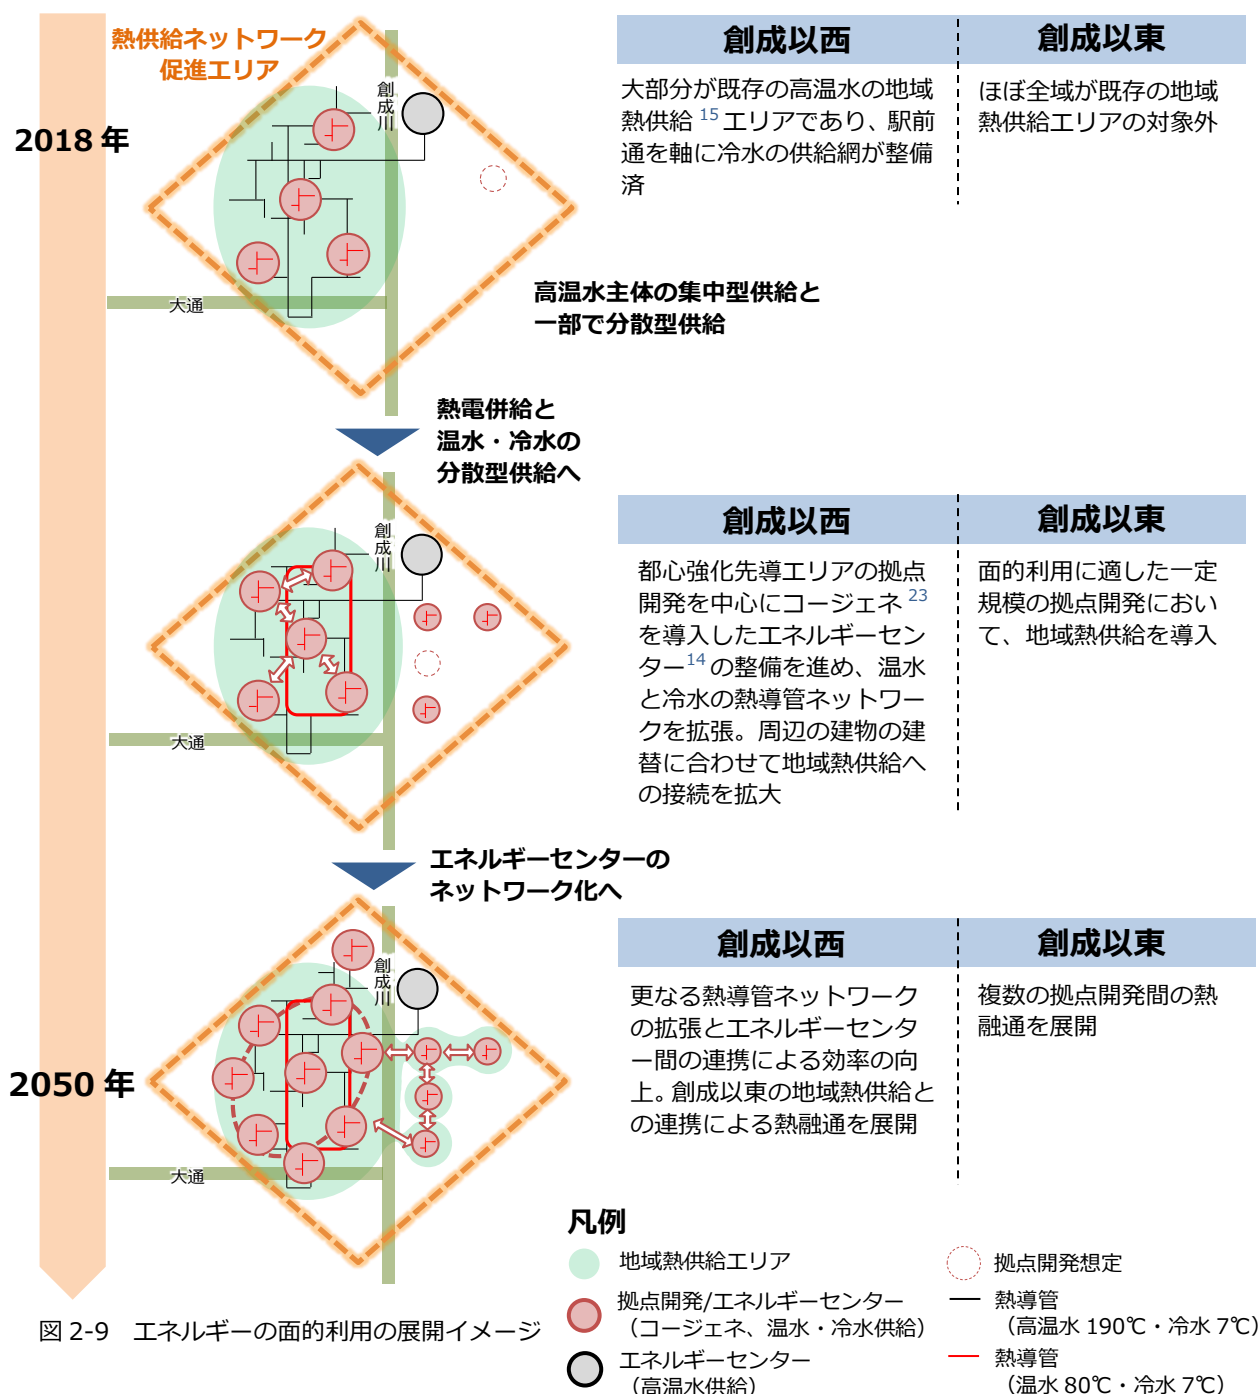 熱供給ネットワーク
促進エリア
2018 年
創成川
大通
創成以西
創成以東
大部分が既存の高温水の地域
熱供給 15 エリアであり、駅前
通を軸に冷水の供給網が整備
済
ほぼ全域が既存の地域
熱供給エリアの対象外
高温水主体の集中型供給と
一部で分散型供給
熱電併給と
温水・冷水の
分散型供給へ
創成川
大通
創成以西
創成以東
都心強化先導エリアの拠点
開発を中心にコージェネ 23
を導入したエネルギーセン
ター14 の整備を進め、温水
と冷水の熱導管ネットワー
クを拡張。周辺の建物の建
替に合わせて地域熱供給へ
の接続を拡大
面的利用に適した一定
規模の拠点開発におい
て、地域熱供給を導入
エネルギーセンターの
ネットワーク化へ
2050 年
創成川
大通
創成以西
創成以東
更なる熱導管ネットワーク
の拡張とエネルギーセンタ
ー間の連携による効率の向
上。創成以東の地域熱供給と
の連携による熱融通を展開
複数の拠点開発間の熱
融通を展開
凡例
地域熱供給エリア
拠点開発/エネルギーセンター
（コージェネ、温水・冷水供給）
エネルギーセンター
（高温水供給）
拠点開発想定
熱導管
（高温水 190℃・冷水 7℃）
熱導管
（温水 80℃・冷水 7℃）
図 2-9　エネルギーの面的利用の展開イメージ